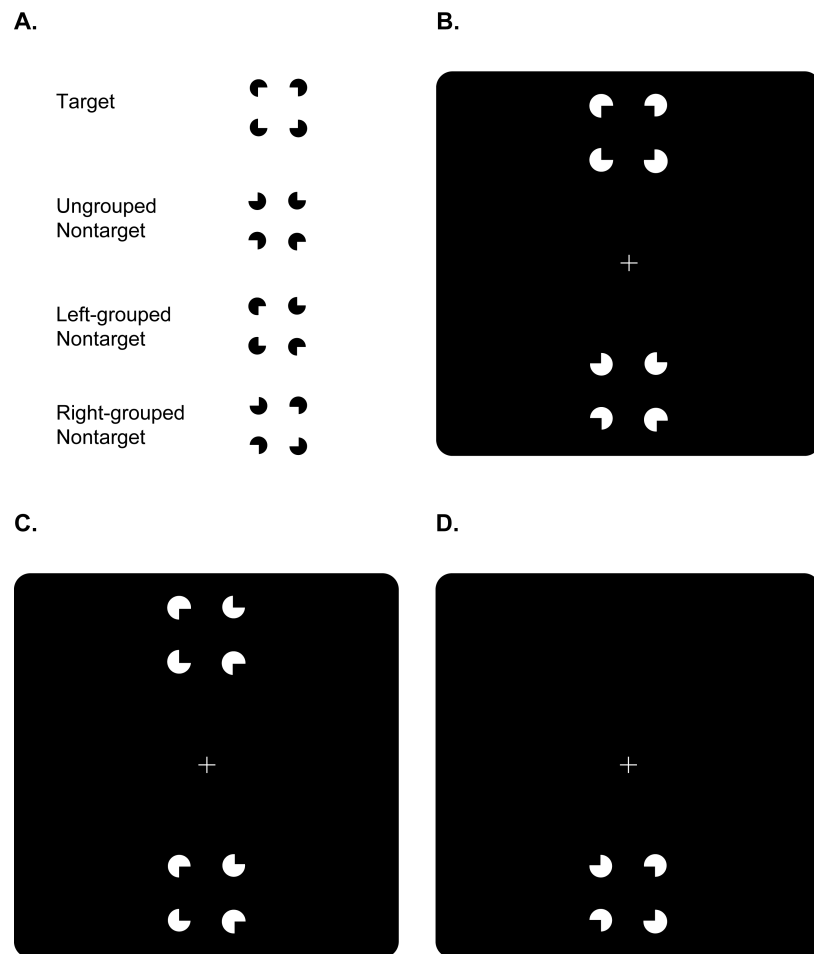 A.
B.
Target
Ungrouped
Nontarget
Left-grouped
Nontarget
Right-grouped
Nontarget
C.
D.